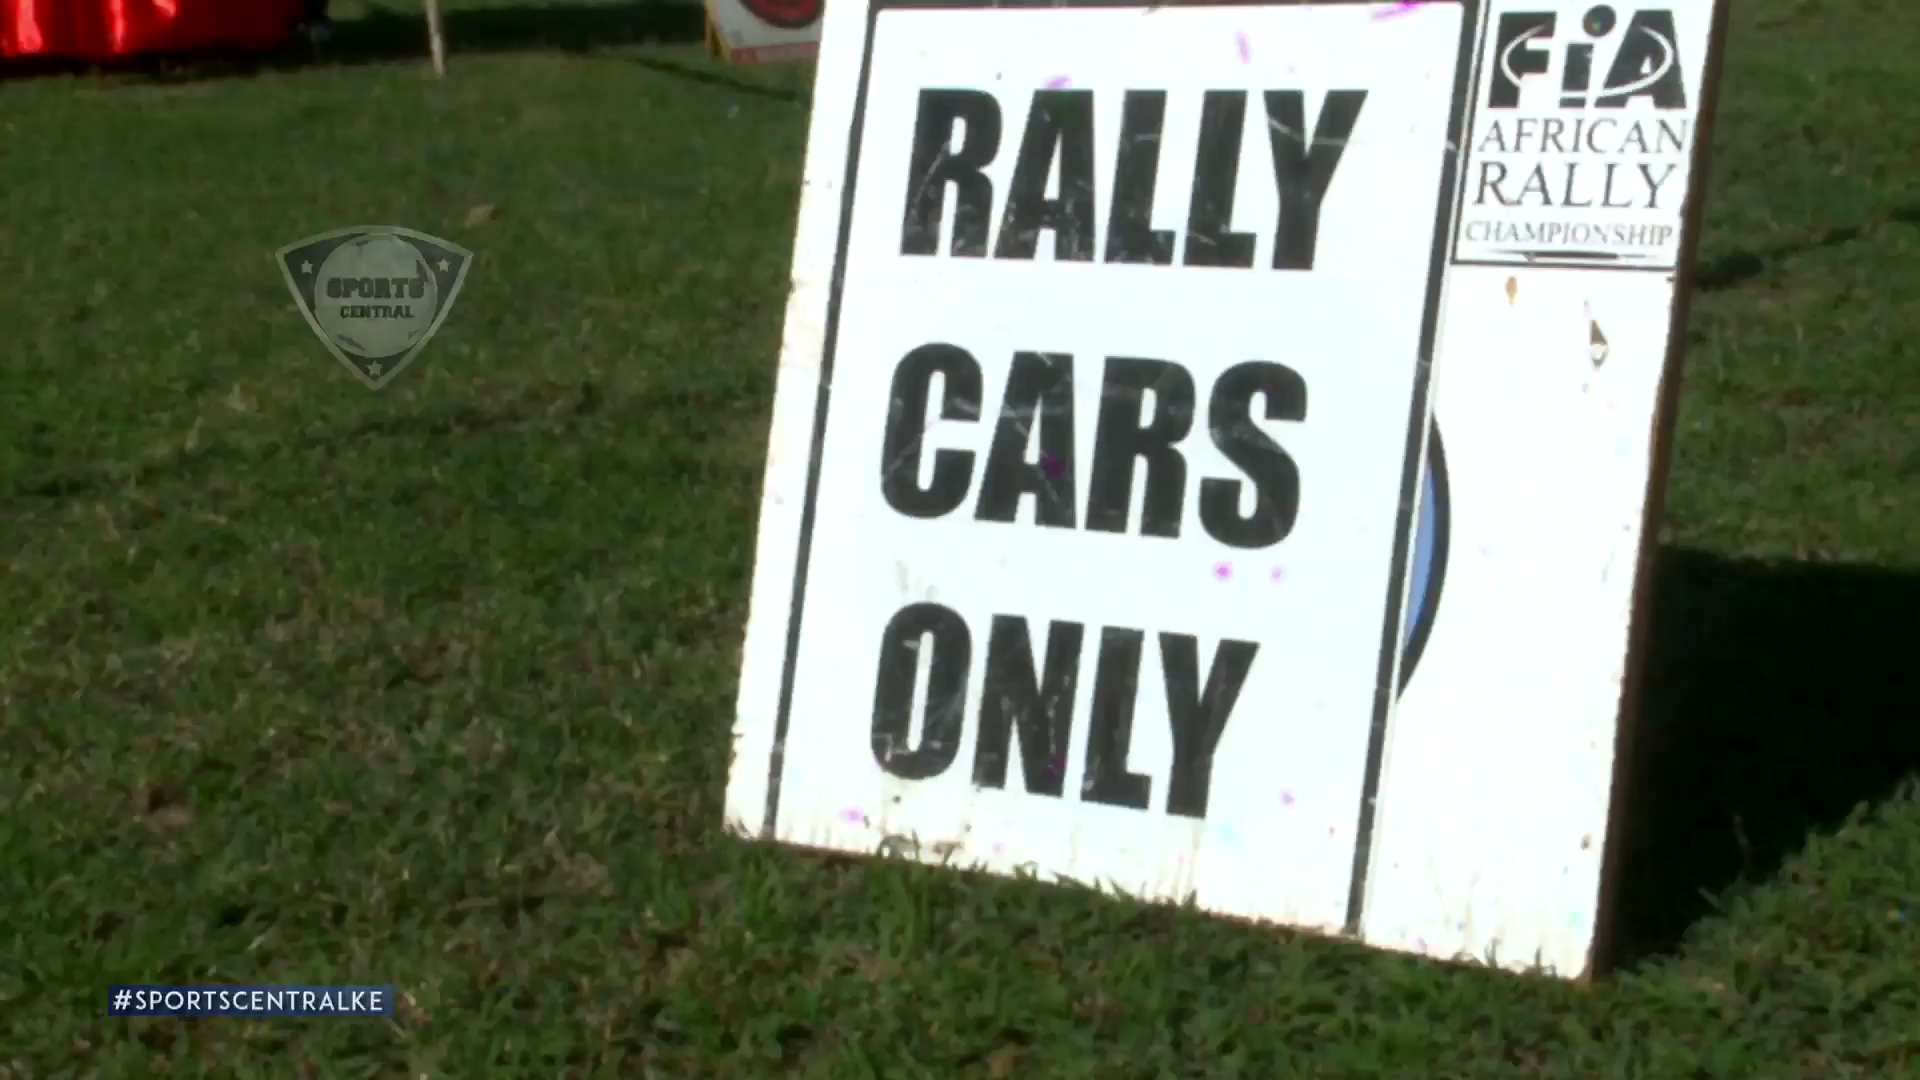 RALLY
CARS
ONLY
FIA
AFRICAN
RALLY
CHAMPIONSHIP
SPORTS
CENTRAL
#SPORTSCENTRALKE